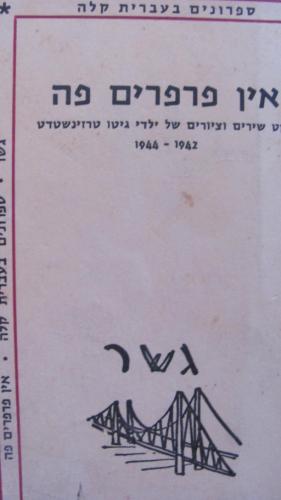 ספרונים בעברית קלה
אין פרפרים פה
שירים וציורים של ילדי גיטו טרזינשטדט
1944 - 1942
גשר
גשר • ספרונים בעברית קלה • אין פרפרים פה